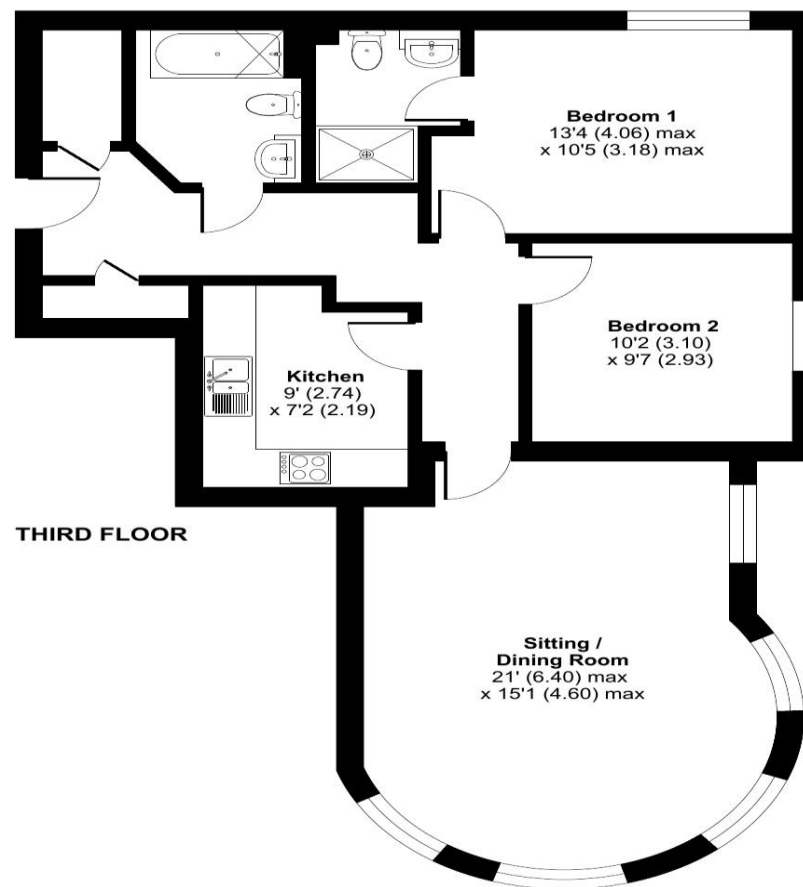 Bedroom 1
13'4 (4.06) max
x 10'5 (3.18) max
Bedroom 2
10'2 (3.10)
x 9'7 (2.93)
Kitchen
9' (2.74)
x 7'2 (2.19)
THIRD FLOOR
Sitting /
Dining Room
21' (6.40) max
x 15'1 (4.60) max